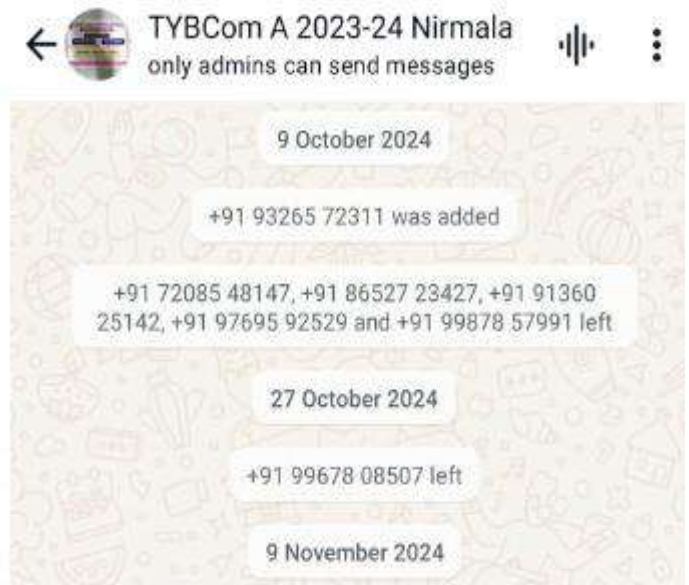 TYBCom A 2023-24 Nirmala
only admins can send messages
9 October 2024
+91 93265 72311 was added
+91 72085 48147, +91 86527 23427, +91 91360
25142, +91 97695 92529 and +91 99878 57991 left
27 October 2024
+91 99678 08507 left
9 November 2024